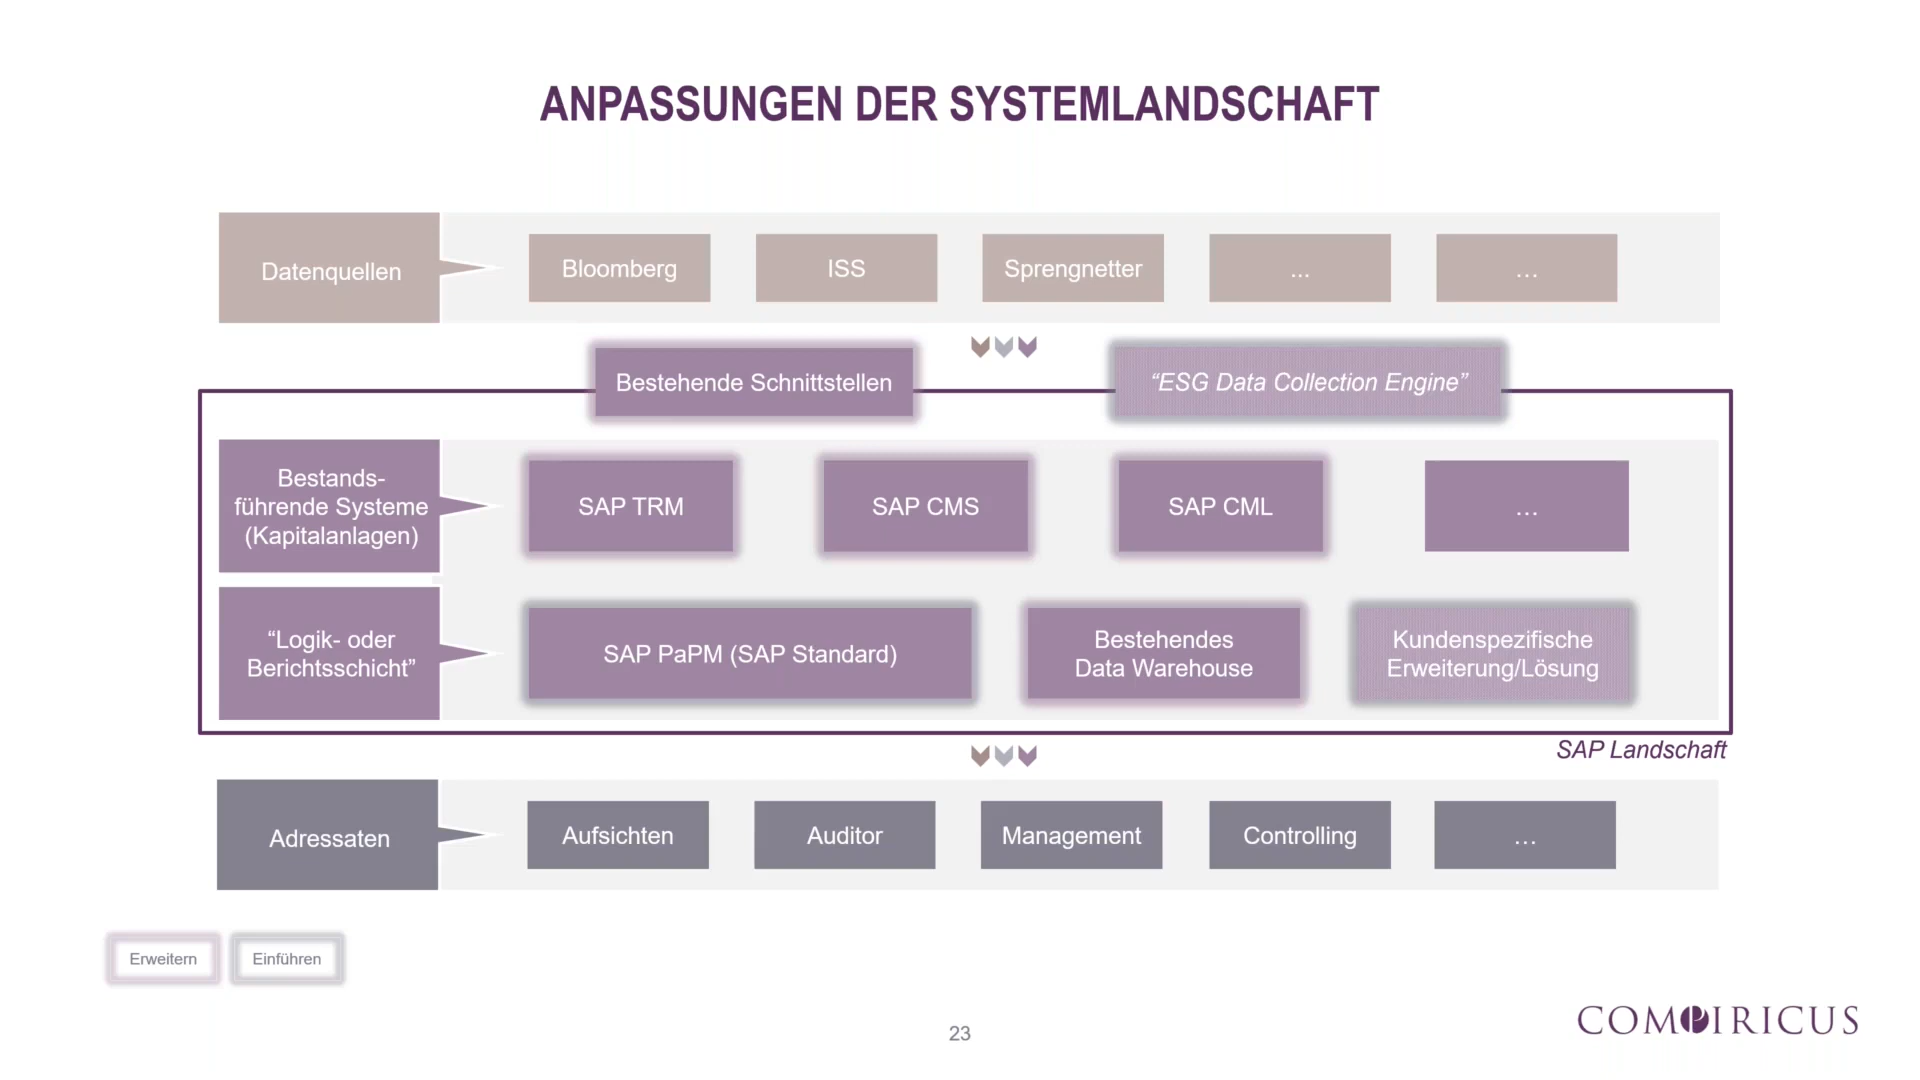 ANPASSUNGEN DER SYSTEMLANDSCHAFT
Datenquellen
Bloomberg
ISS
Sprengnetter
...
...
Bestehende Schnittstellen
“ESG Data Collection Engine”
Bestands-
führende Systeme
(Kapitalanlagen)
SAP TRM
SAP CMS
SAP CML
...
“Logik- oder
Berichtsschicht”
SAP PaPM (SAP Standard)
Bestehendes
Data Warehouse
Kundenspezifische
Erweiterung/Lösung
SAP Landschaft
Adressaten
Aufsichten
Auditor
Management
Controlling
...
Erweitern
Einführen
23
COMPIRICUS